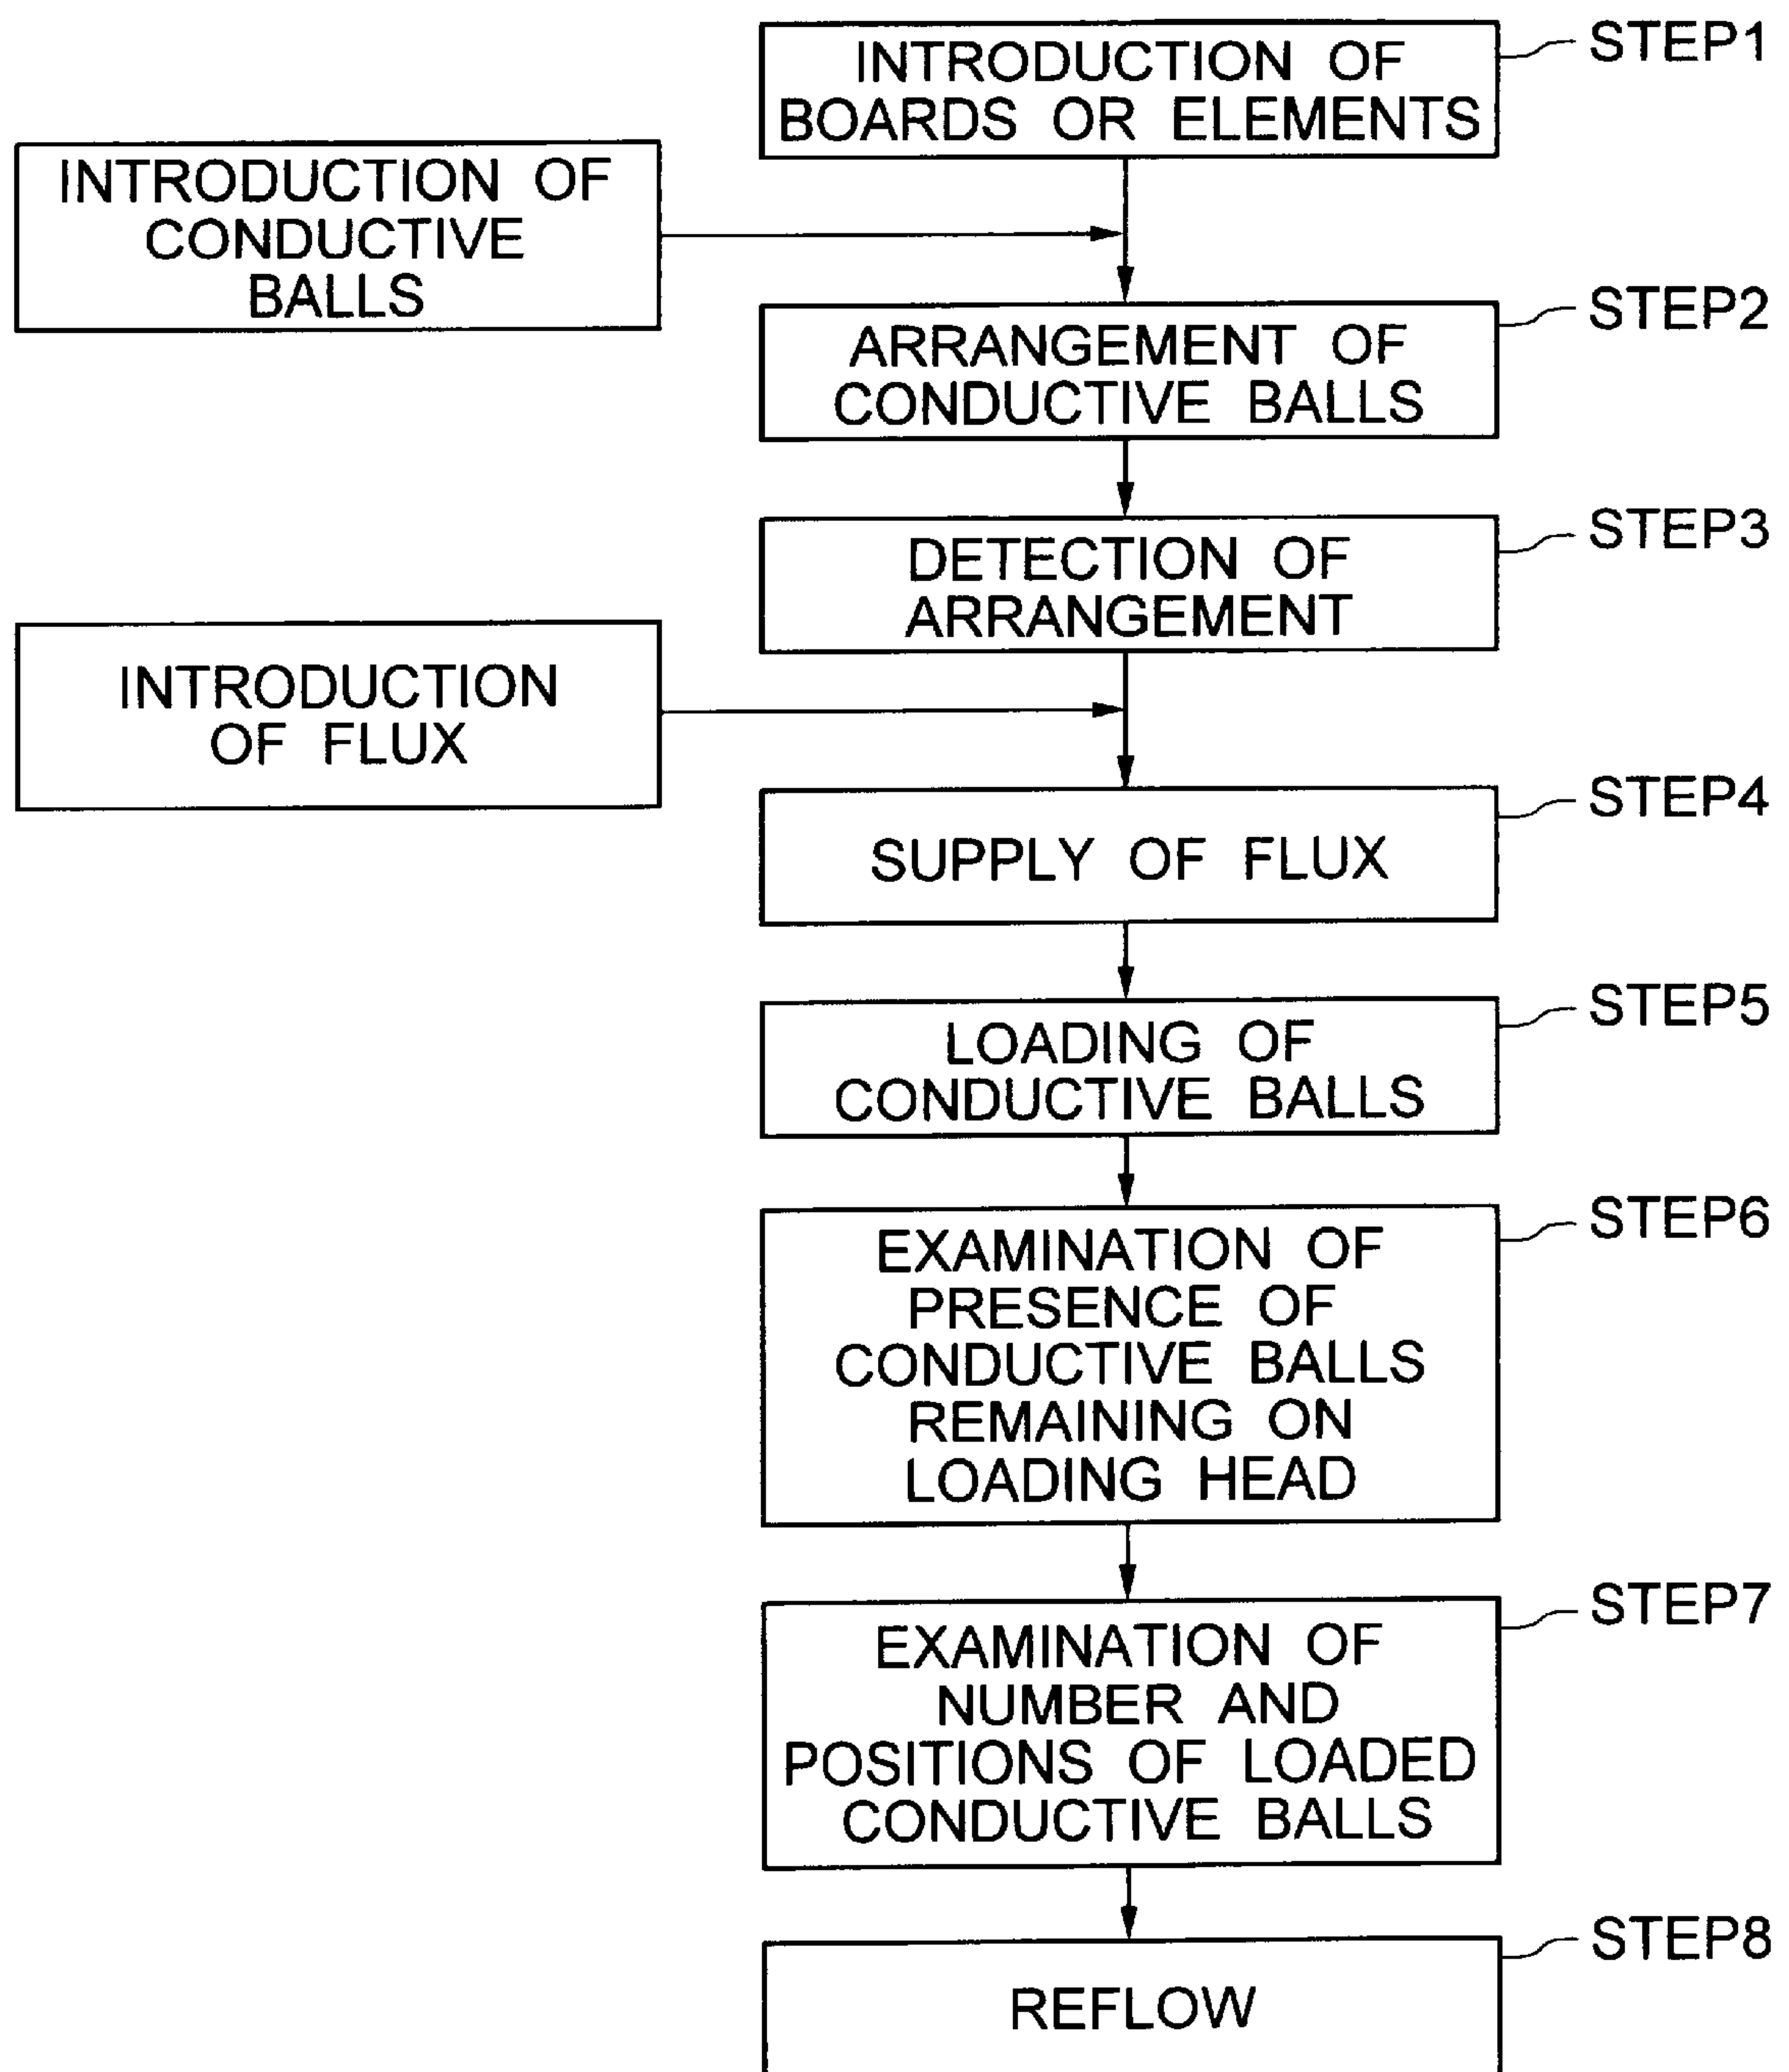 INTRODUCTION OF
BOARDS OR ELEMENTS
STEP1
INTRODUCTION OF
CONDUCTIVE
BALLS
ARRANGEMENT OF
CONDUCTIVE BALLS
STEP2
DETECTION OF
ARRANGEMENT
STEP3
INTRODUCTION
OF FLUX
SUPPLY OF FLUX
STEP4
LOADING OF
CONDUCTIVE BALLS
STEP5
EXAMINATION OF
PRESENCE OF
CONDUCTIVE BALLS
REMAINING ON
LOADING HEAD
STEP6
EXAMINATION OF
NUMBER AND
POSITIONS OF LOADED
CONDUCTIVE BALLS
STEP7
REFLOW
STEP8